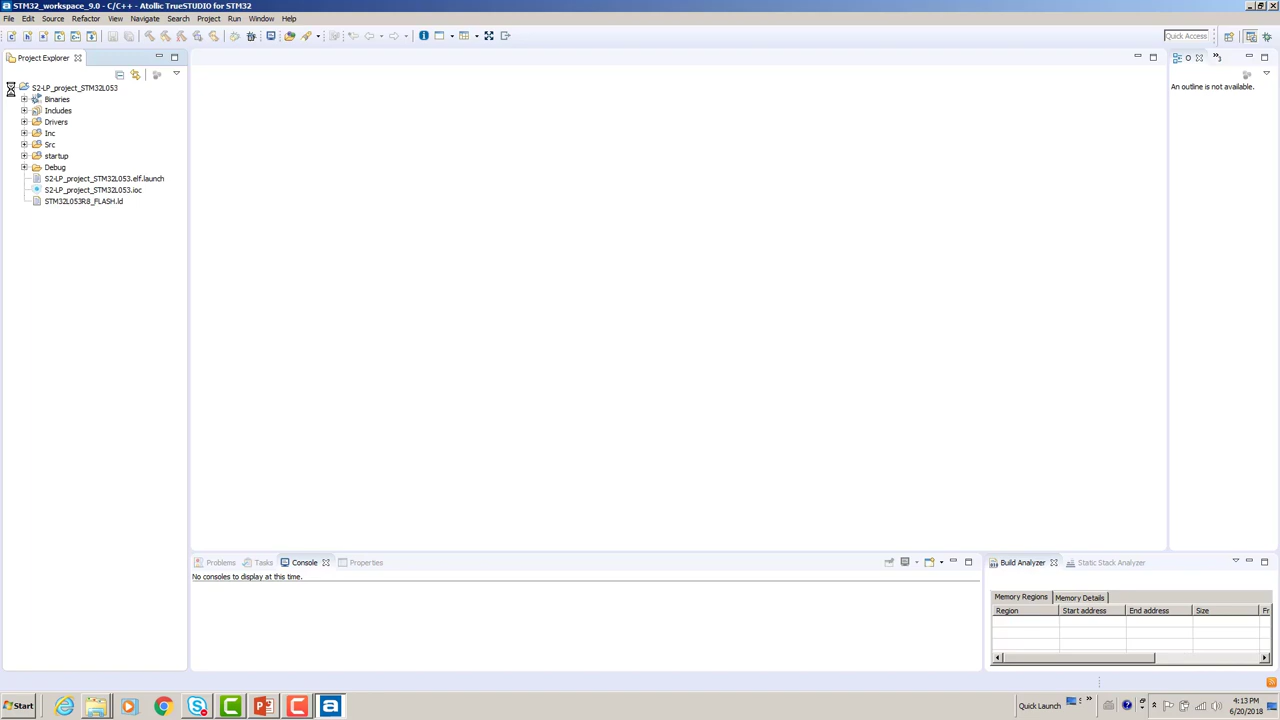 STM32_workspace_9.0 - C/C++ - Atollic TrueSTUDIO for STM32
File Edit Source Refactor View Navigate Search Project Run Window Help
Quick Access
Project Explorer
S2-LP_project_STM32L053
Binaries
Includes
Drivers
Inc
Src
startup
Debug
S2-LP_project_STM32L053.elf.launch
S2-LP_project_STM32L053.ioc
STM32L053R8_FLASH.ld
O
An outline is not available.
Problems Tasks Console Properties
No consoles to display at this time.
Build Analyzer Static Stack Analyzer
Memory Regions Memory Details
Region Start address End address Size Fr
Start
Quick Launch
4:13 PM
6/20/2018